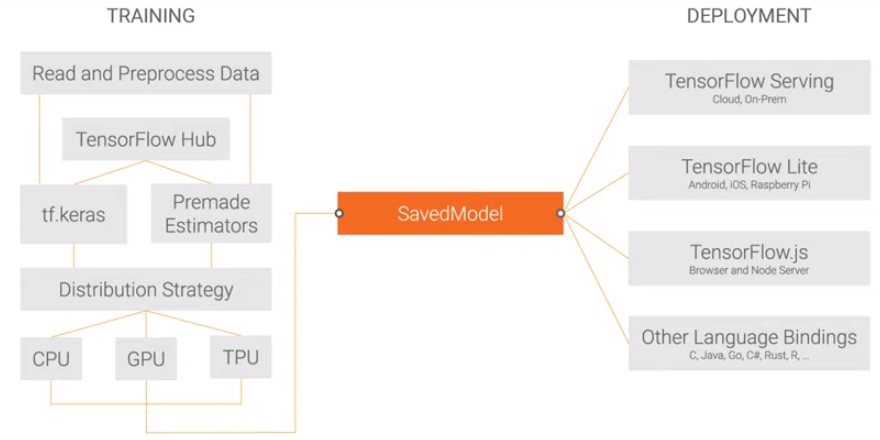 TRAINING
Read and Preprocess Data
TensorFlow Hub
tf.keras
Premade
Estimators
Distribution Strategy
CPU
GPU
TPU
SavedModel
DEPLOYMENT
TensorFlow Serving
Cloud, On-Prem
TensorFlow Lite
Android, iOS, Raspberry Pi
TensorFlow.js
Browser and Node Server
Other Language Bindings
C, Java, Go, C#, Rust, R, ...